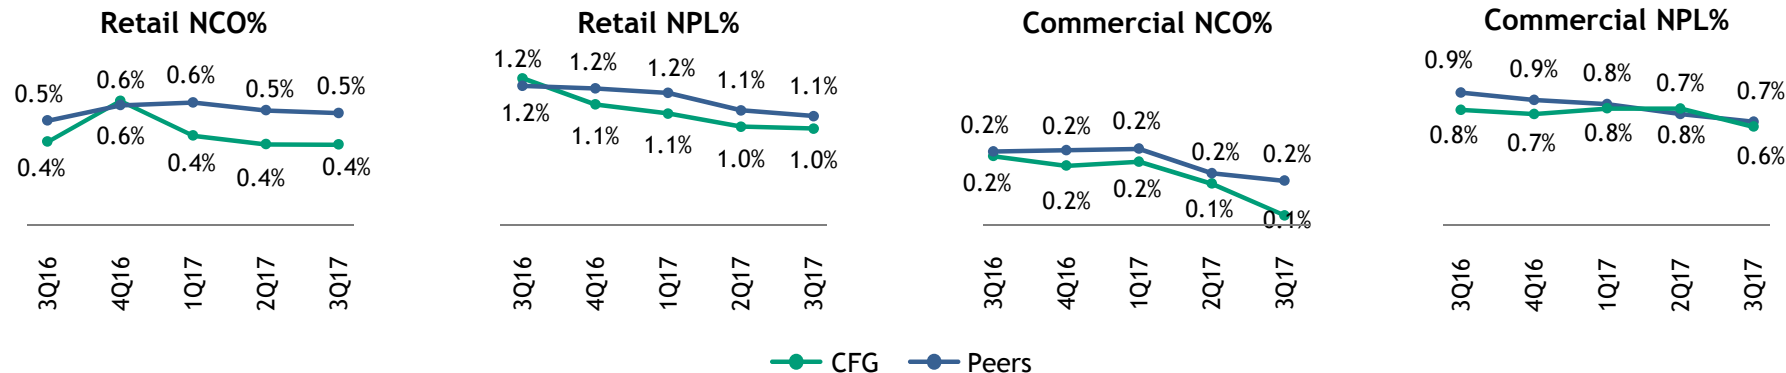 Retail NCO%
0.5% 0.6% 0.6% 0.5% 0.5%
0.4% 0.6% 0.4% 0.4% 0.4%
3Q16 4Q16 1Q17 2Q17 3Q17
Retail NPL%
1.2% 1.2% 1.2% 1.1% 1.1%
1.2% 1.1% 1.1% 1.0% 1.0%
3Q16 4Q16 1Q17 2Q17 3Q17
Commercial NCO%
0.2% 0.2% 0.2% 0.2% 0.2%
0.2% 0.2% 0.2% 0.1% 0.1%
3Q16 4Q16 1Q17 2Q17 3Q17
Commercial NPL%
0.9% 0.9% 0.8% 0.7% 0.7%
0.8% 0.7% 0.8% 0.8% 0.6%
3Q16 4Q16 1Q17 2Q17 3Q17
CFG Peers